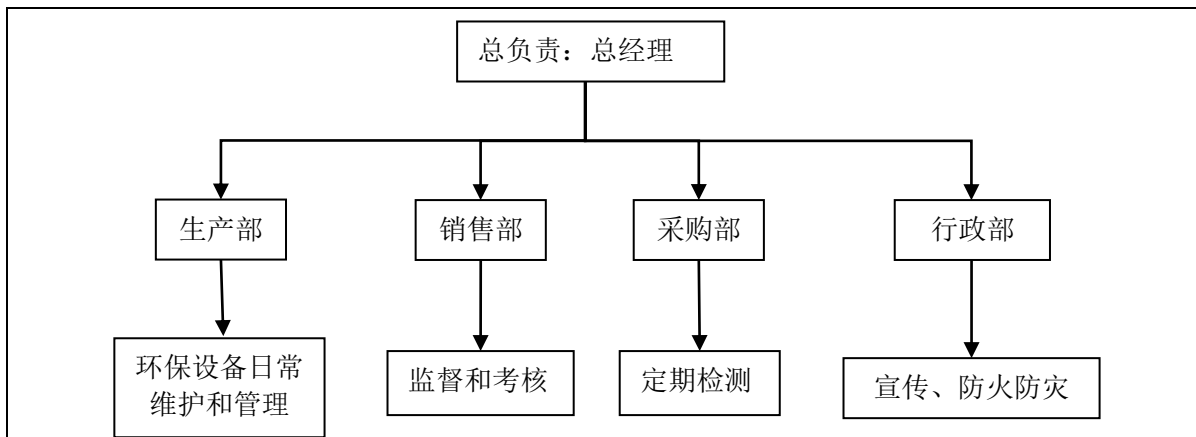 总负责：总经理
生产部
销售部
采购部
行政部
环保设备日常
维护和管理
监督和考核
定期检测
宣传、防火防灾